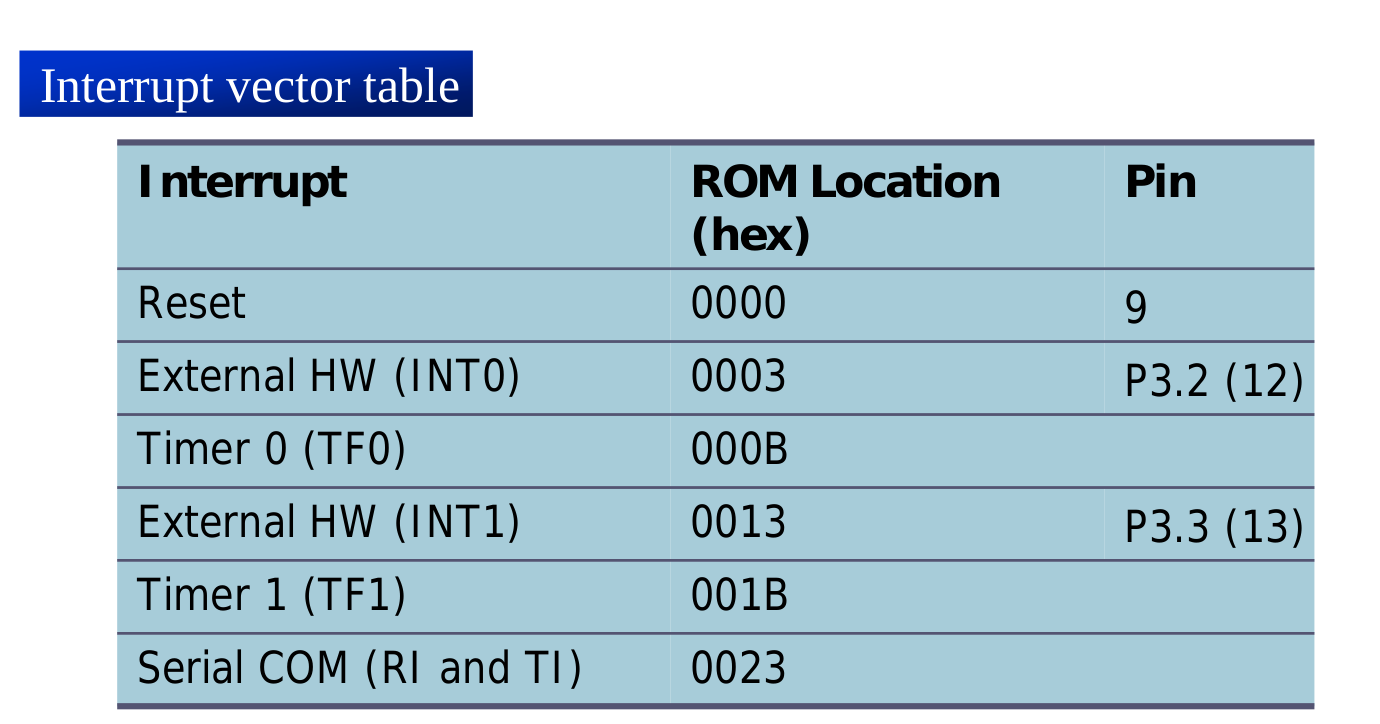 Interrupt vector table
Interrupt ROM Location (hex) Pin
Reset 0000 9
External HW (INT0) 0003 P3.2 (12)
Timer 0 (TF0) 000B
External HW (INT1) 0013 P3.3 (13)
Timer 1 (TF1) 001B
Serial COM (RI and TI) 0023